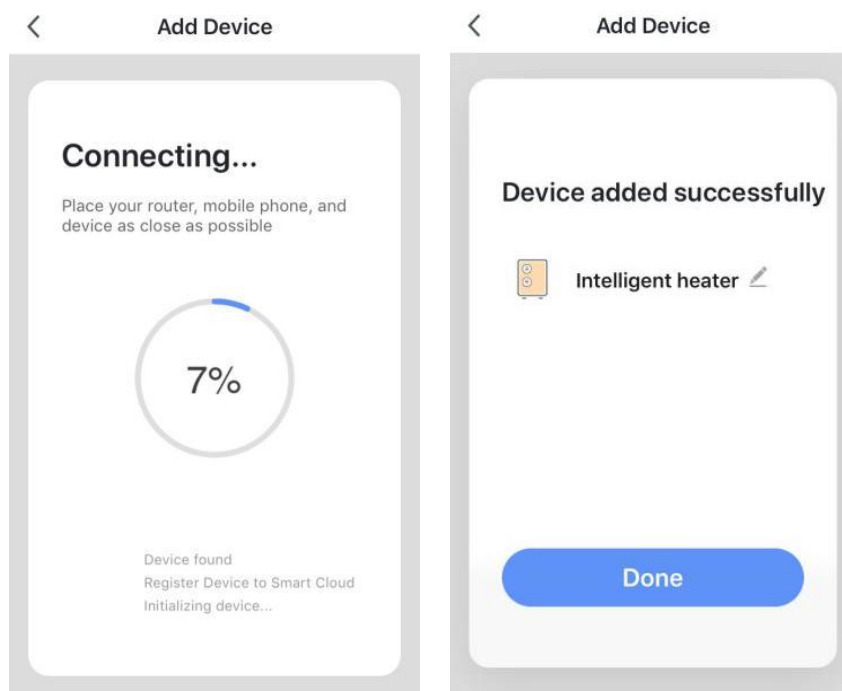 Add Device
Connecting...
Place your router, mobile phone, and
device as close as possible
7%
Device found
Register Device to Smart Cloud
Initializing device...
Add Device
Device added successfully
Intelligent heater
Done